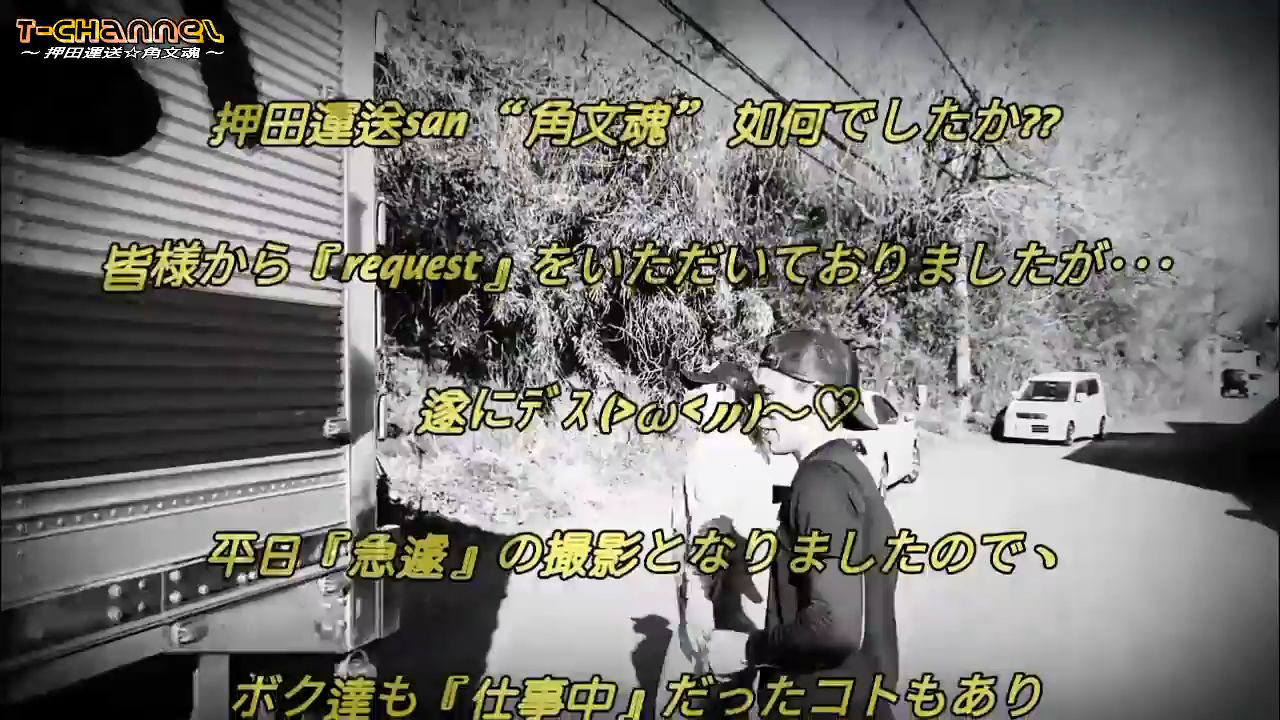 T-CHANNEL
～ 押田運送☆角文魂 ～
押田運送san “角文魂” 如何でしたか??
皆様から『request』をいただいておりましたが･･･
遂にﾃﾞｽ(>ω<〃)～♡
平日『急遽』の撮影となりましたので、
ボク達も『仕事中』だったコトもあり